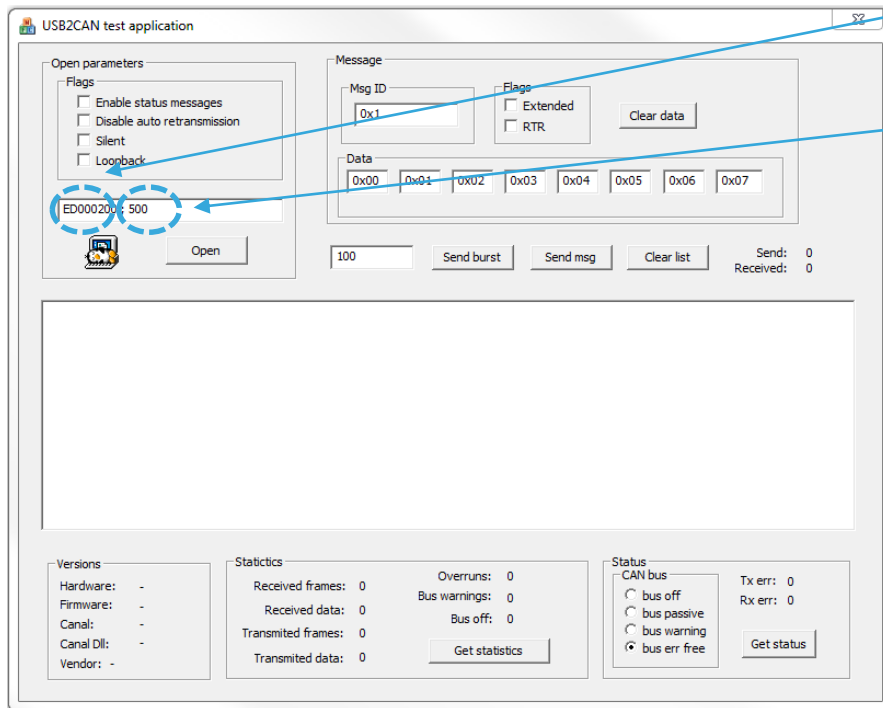 USB2CAN test application
Open parameters
Flags
Enable status messages
Disable auto retransmission
Silent
Loopback
; 500
Open
Message
Msg ID
0x1
Flags
Extended
RTR
Clear data
Data
0x00 0x01 0x02 0x03 0x04 0x05 0x06 0x07
100
Send burst
Send msg
Clear list
Send: 0
Received: 0
Versions
Hardware: -
Firmware: -
Canal: -
Canal Dll: -
Vendor: -
Statictics
Received frames: 0
Received data: 0
Transmited frames: 0
Transmited data: 0
Overruns: 0
Bus warnings: 0
Bus off: 0
Get statistics
Status
CAN bus
bus off
bus passive
bus warning
bus err free
Tx err: 0
Rx err: 0
Get status